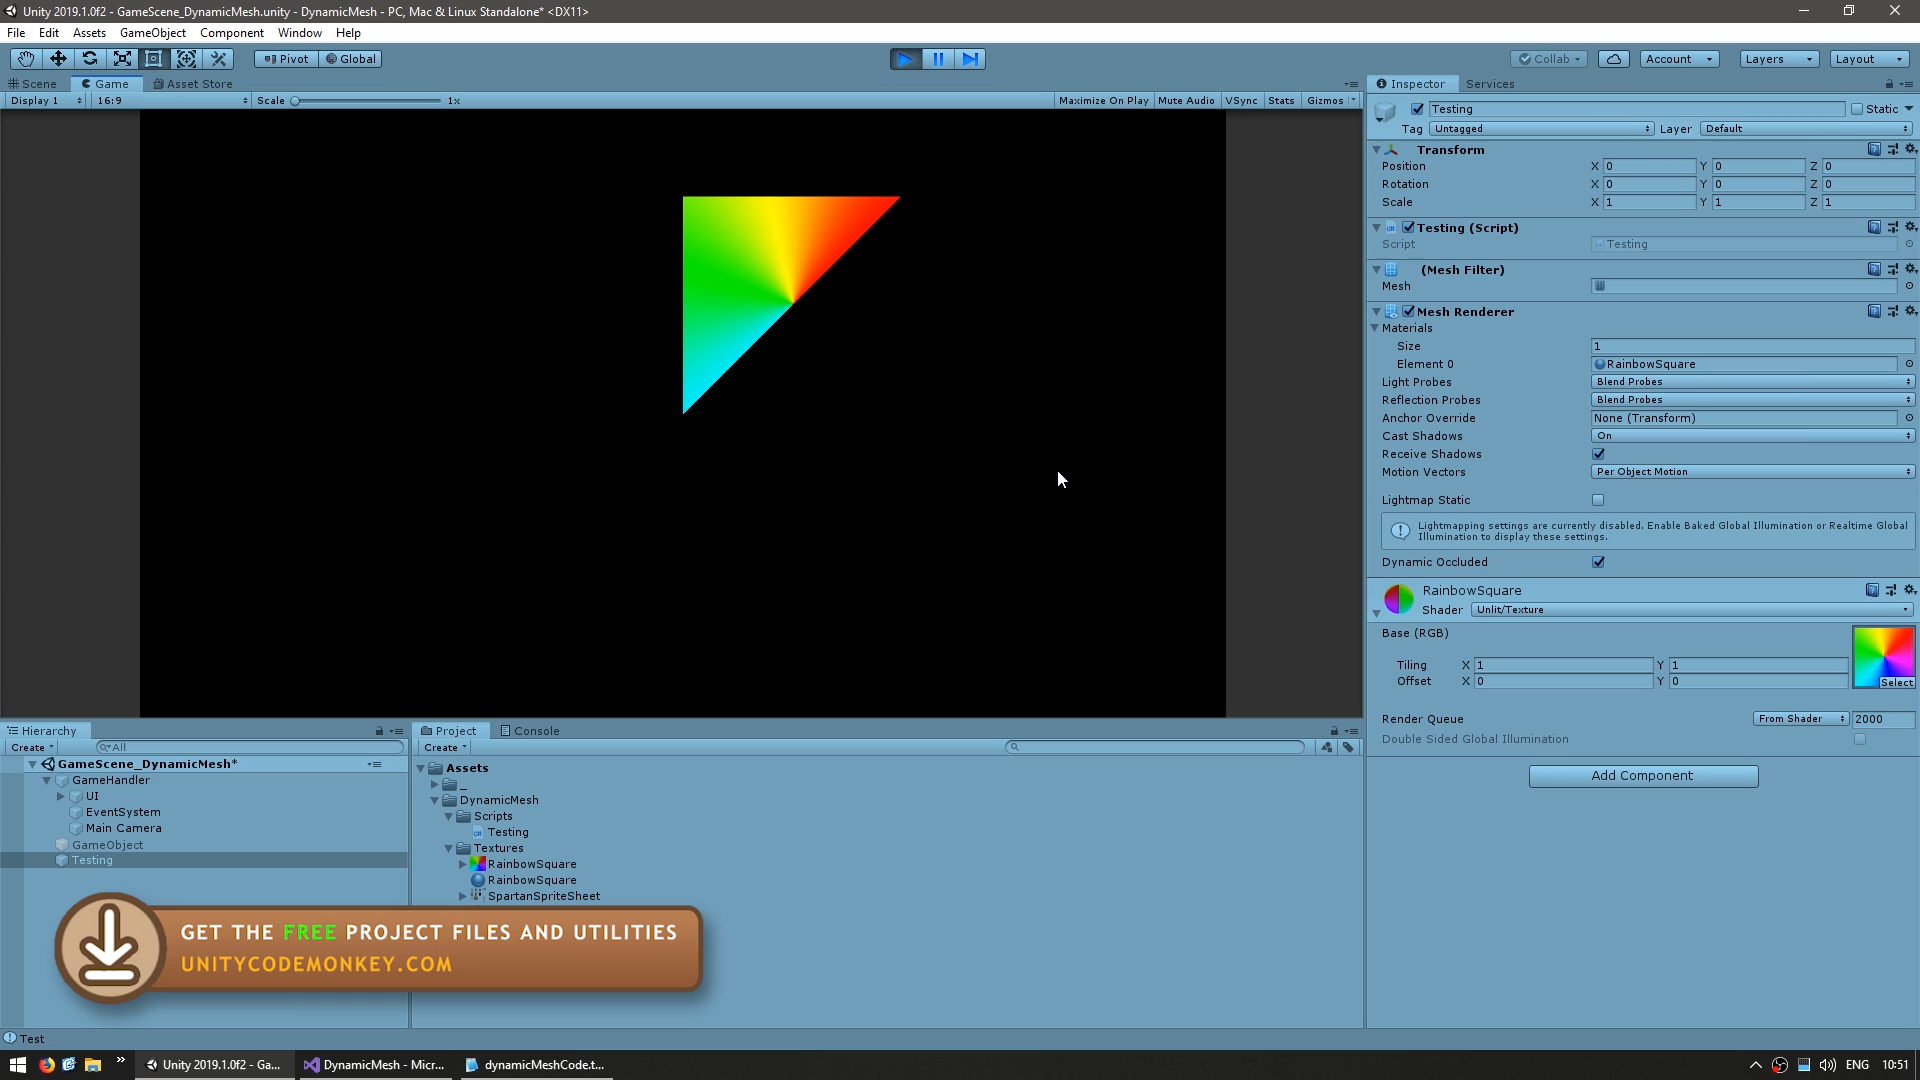 Unity 2019.1.0f2 - GameScene_DynamicMesh.unity - DynamicMesh - PC, Mac & Linux Standalone* <DX11>
File Edit Assets GameObject Component Window Help
Pivot Global Collab Account Layers Layout
Scene Game Asset Store
Display 1 16:9 Scale 1x Maximize On Play Mute Audio VSync Stats Gizmos
Inspector Services
Testing Static
Tag Untagged Layer Default
Transform
Position X 0 Y 0 Z 0
Rotation X 0 Y 0 Z 0
Scale X 1 Y 1 Z 1
Testing (Script)
Script Testing
(Mesh Filter)
Mesh
Mesh Renderer
Materials
Size 1
Element 0 RainbowSquare
Light Probes Blend Probes
Reflection Probes Blend Probes
Anchor Override None (Transform)
Cast Shadows On
Receive Shadows
Motion Vectors Per Object Motion
Lightmap Static
Lightmapping settings are currently disabled. Enable Baked Global Illumination or Realtime Global
Illumination to display these settings.
Dynamic Occluded
RainbowSquare
Shader Unlit/Texture
Base (RGB)
Tiling X 1 Y 1
Offset X 0 Y 0
Select
Render Queue From Shader 2000
Double Sided Global Illumination
Add Component
Hierarchy
Create All
GameScene_DynamicMesh*
GameHandler
UI
EventSystem
Main Camera
GameObject
Testing
Project Console
Create
Assets
_
DynamicMesh
Scripts
Testing
Textures
RainbowSquare
RainbowSquare
SpartanSpriteSheet
GET THE FREE PROJECT FILES AND UTILITIES
UNITYCODEMONKEY.COM
Test
Unity 2019.1.0f2 - Ga... DynamicMesh - Micr... dynamicMeshCode.t... ENG 10:51